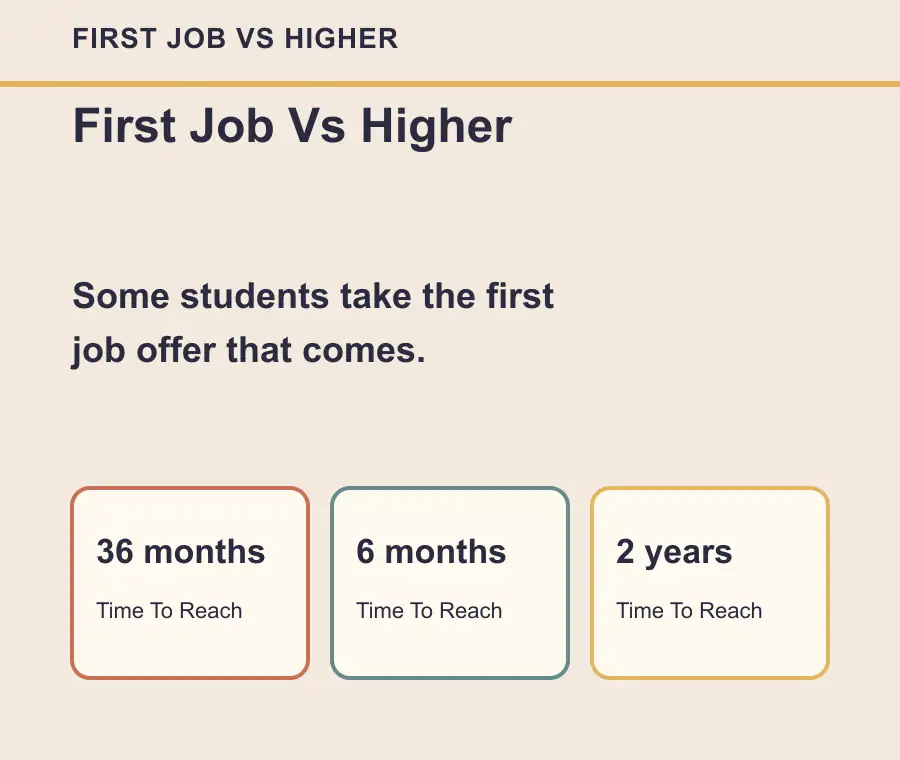 FIRST JOB VS HIGHER
First Job Vs Higher
Some students take the first
job offer that comes.
36 months
Time To Reach
6 months
Time To Reach
2 years
Time To Reach